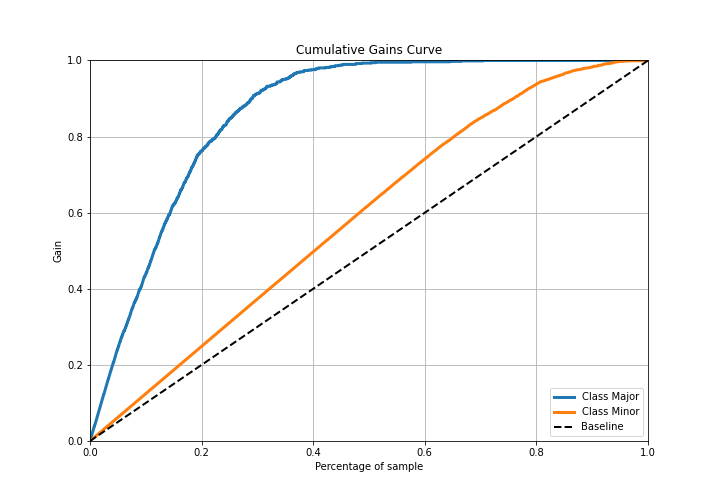 Cumulative Gains Curve
1.0
0.8
0.6
0.4
0.2
0.0
Gain
0.0 0.2 0.4 0.6 0.8 1.0
Percentage of sample
Class Major
Class Minor
Baseline